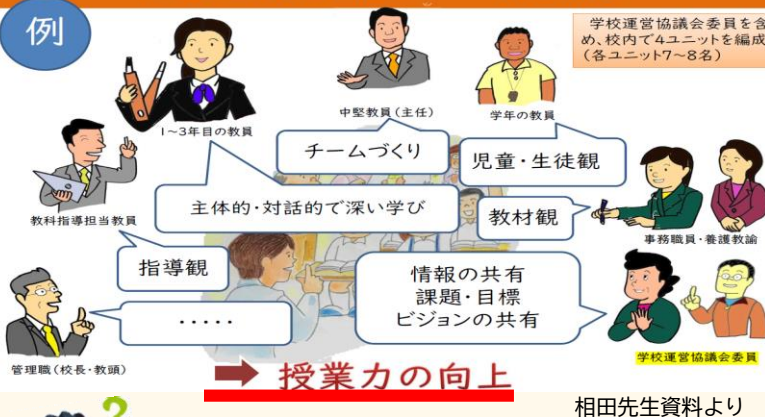 例
学校運営協議会委員を含
め、校内で4ユニットを編成
(各ユニット7~8名)
1~3年目の教員
中堅教員(主任)
学年の教員
チームづくり
児童・生徒観
教科指導担当教員
主体的・対話的で深い学び
教材観
事務職員・養護教諭
指導観
情報の共有
課題・目標
ビジョンの共有
・・・・・
管理職(校長・教頭)
学校運営協議会委員
➡ 授業力の向上
?
相田先生資料より